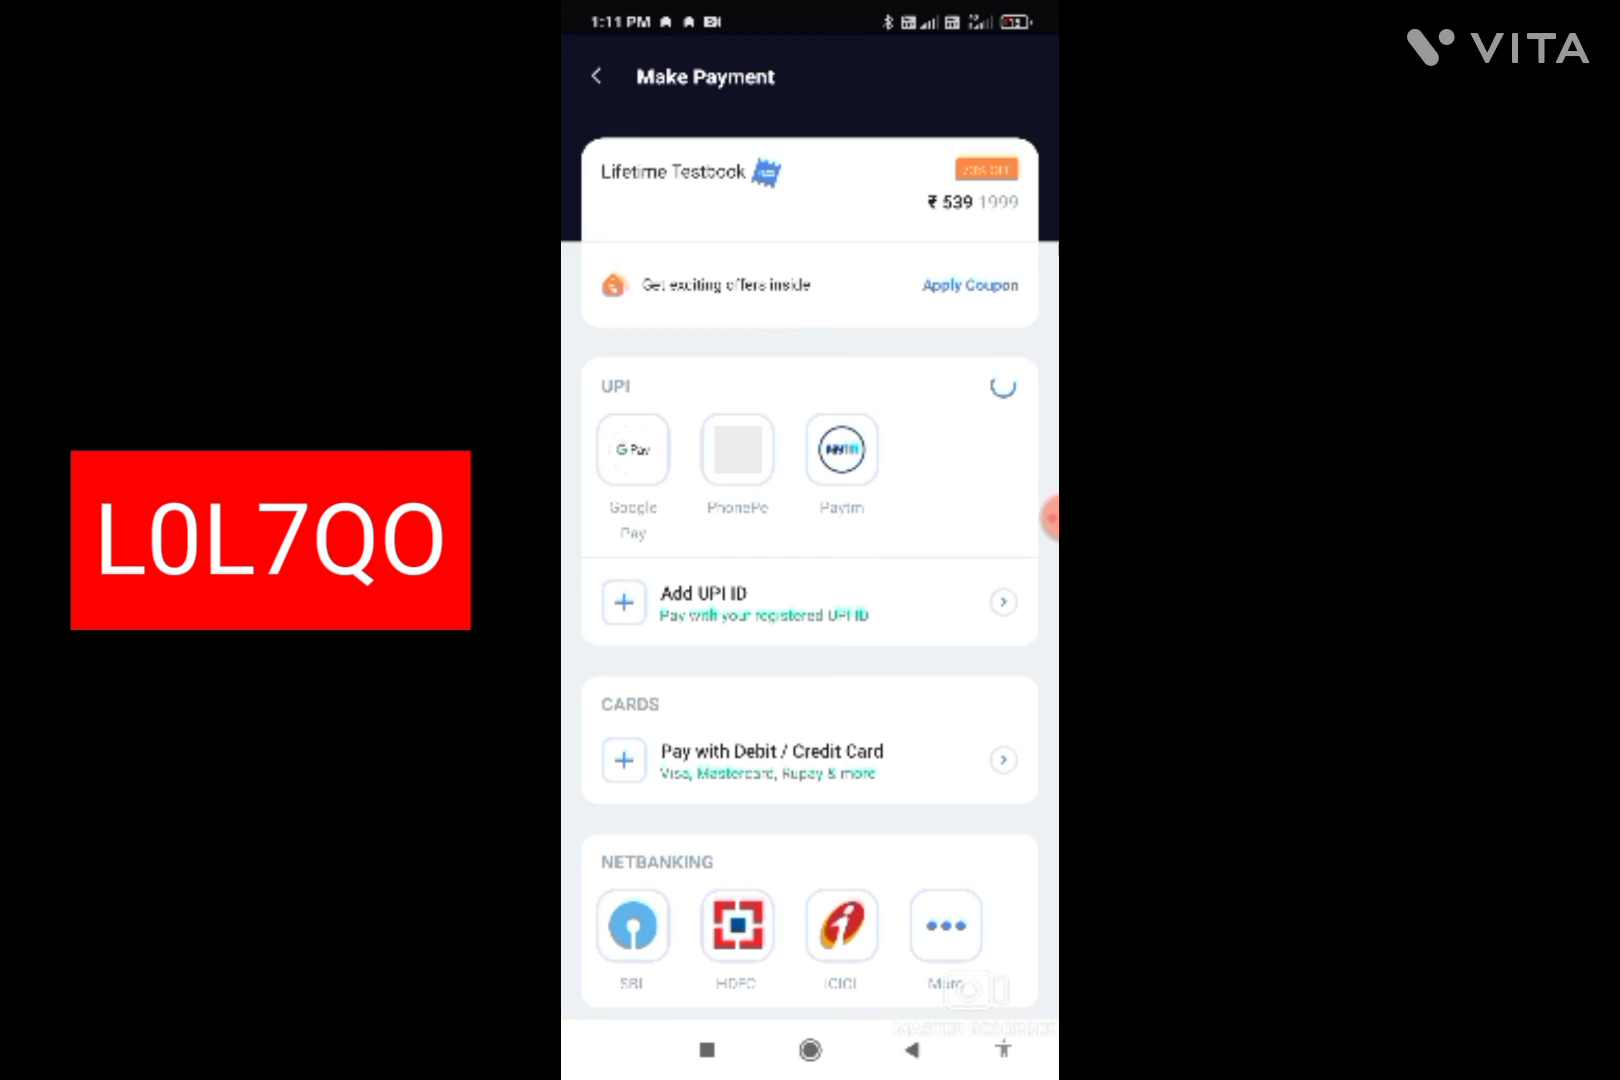 1:11 PM
VITA
Make Payment
Lifetime Testbook
₹ 539 1999
Get exciting offers inside
Apply Coupon
UPI
G Pay
Paytm
Google
Pay
PhonePe
Paytm
L0L7QO
Add UPI ID
Pay with your registered UPI ID
CARDS
Pay with Debit / Credit Card
Visa, Mastercard, Rupay & more
NETBANKING
SBI
HDFC
ICICI
More